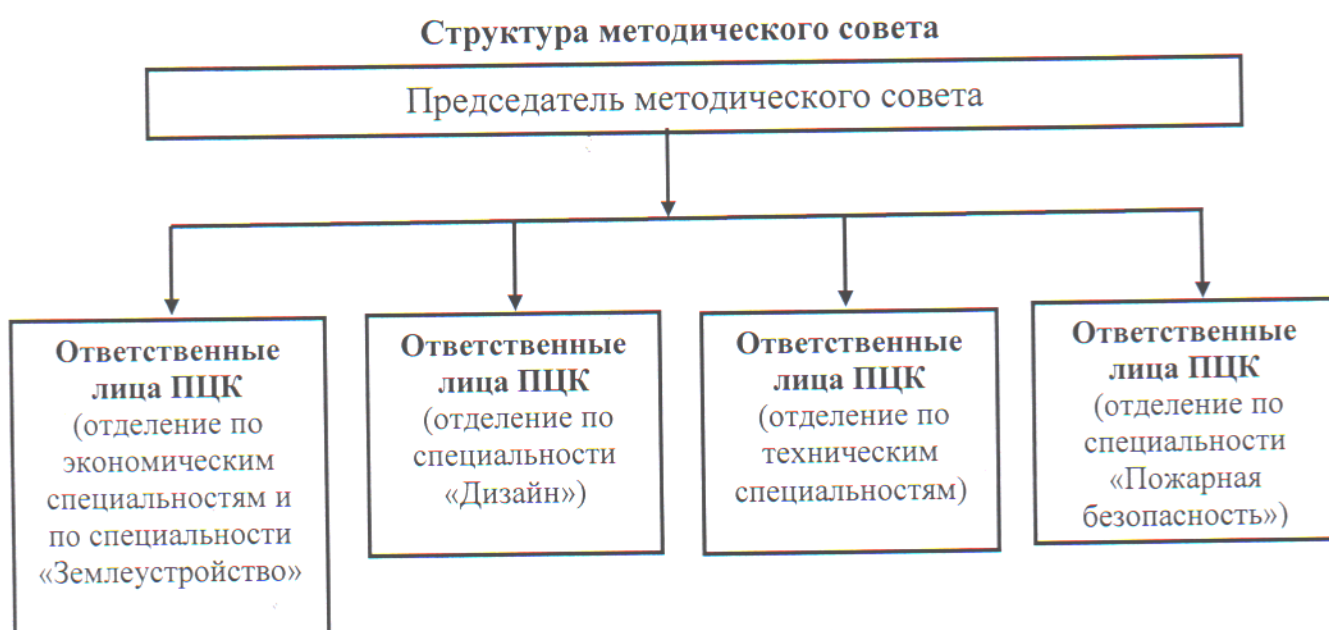 Структура методического совета
Председатель методического совета
Ответственные
лица ПЦК
(отделение по
экономическим
специальностям и
по специальности
«Землеустройство»
Ответственные
лица ПЦК
(отделение по
специальности
«Дизайн»)
Ответственные
лица ПЦК
(отделение по
техническим
специальностям)
Ответственные
лица ПЦК
(отделение по
специальности
«Пожарная
безопасность»)